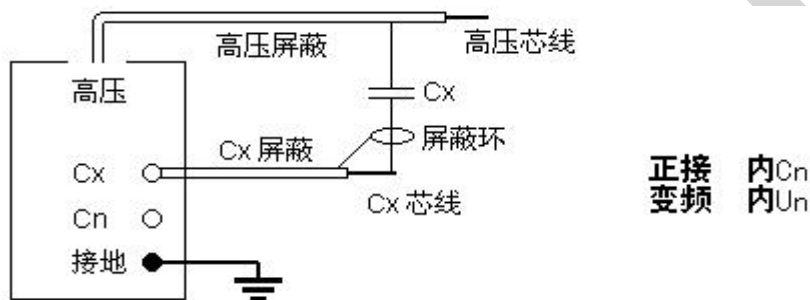 高压屏蔽
高压芯线
高压
Cx
Cx 屏蔽
屏蔽环
Cx
Cx 芯线
Cn
接地
正接 内Cn
变频 内Un